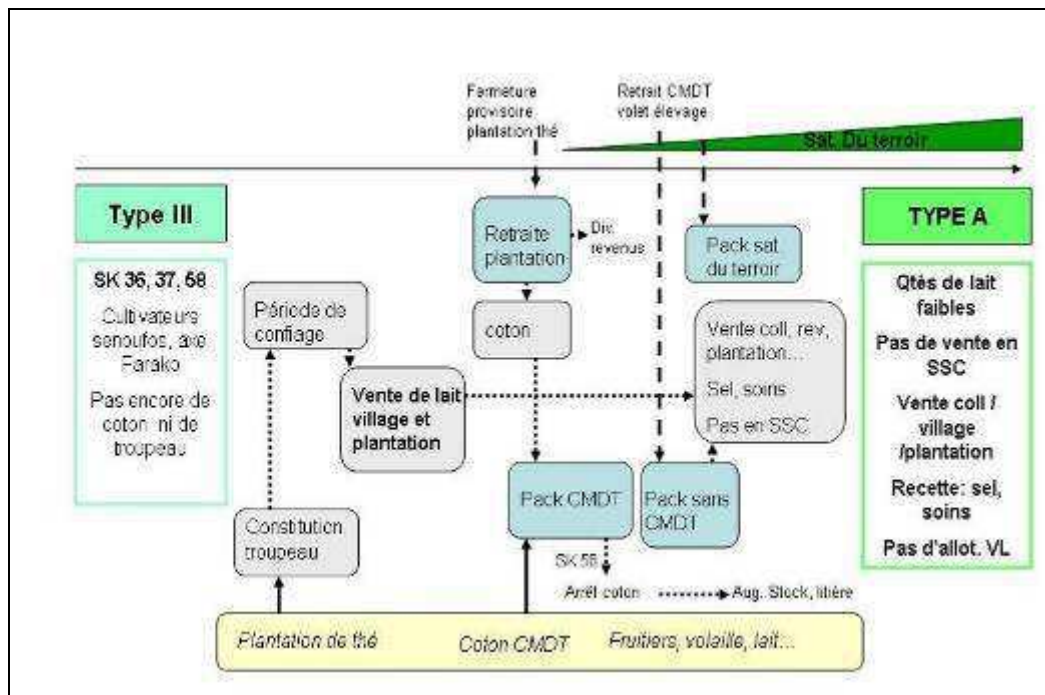 Fermeture
provisoire
plantation thé
Retrait CMDT
volet élevage
Sat. Du terroir
Type III
SK 36, 37, 58
Cultivateurs
senoufos, axe
Farako
Pas encore de
coton ni de
troupeau
Période de
confiage
Constitution
troupeau
Vente de lait
village et
plantation
Retraite
plantation
Div.
revenus
coton
Pack CMDT
SK 58
Arrêt coton
Aug. Stock, litière
Pack sans
CMDT
Pack sat
du terroir
Vente coll, rev,
plantation...
Sel, soins
Pas en SSC
TYPE A
Qtès de lait
faibles
Pas de vente en
SSC
Vente coll /
village
/plantation
Recette: sel,
soins
Pas d'allot. VL
Plantation de thé
Coton CMDT
Fruitiers, volaille, lait...